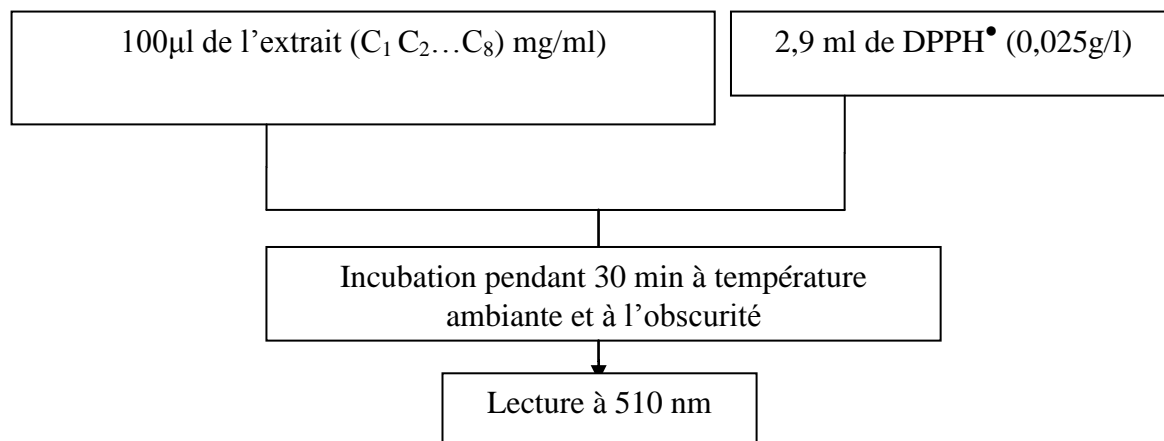 100µl de l’extrait (C₁ C₂…C₈) mg/ml)
2,9 ml de DPPH• (0,025g/l)
Incubation pendant 30 min à température
ambiante et à l’obscurité
Lecture à 510 nm